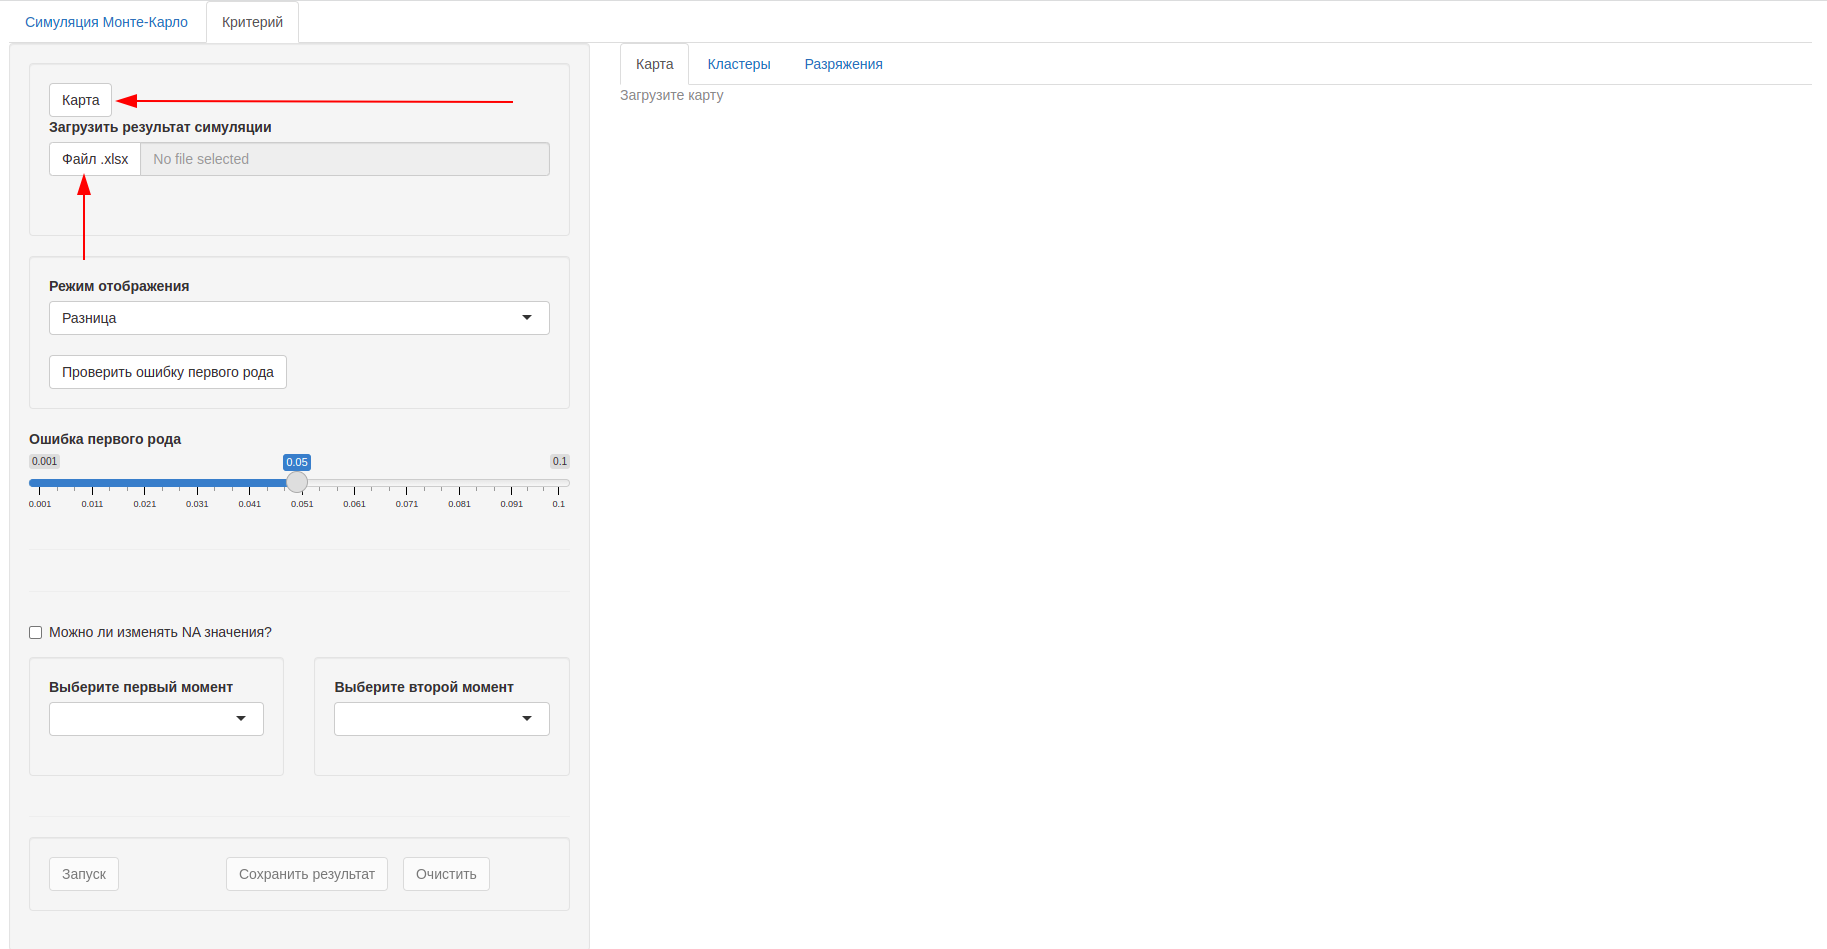 Симуляция Монте-Карло Критерий
Карта Кластеры Разряжения
Загрузите карту
Карта
Загрузить результат симуляции
Файл .xlsx No file selected
Режим отображения
Разница
Проверить ошибку первого рода
Ошибка первого рода
0.001 0.05 0.1
0.001 0.011 0.021 0.031 0.041 0.051 0.061 0.071 0.081 0.091 0.1
Можно ли изменять NA значения?
Выберите первый момент Выберите второй момент
Запуск Сохранить результат Очистить